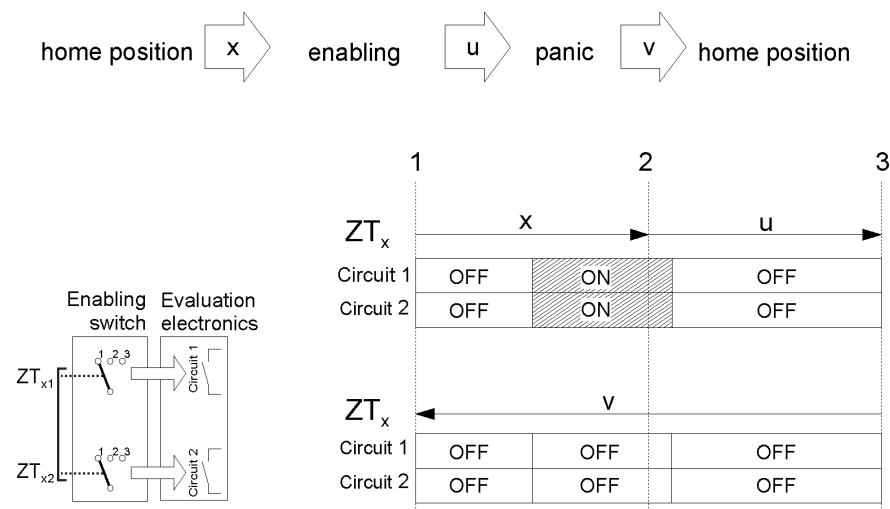 home position x enabling u panic v home position
1 2 3
ZTx x u
Circuit 1 OFF ON OFF
Circuit 2 OFF ON OFF
Enabling switch
Evaluation electronics
1 2 3
Circuit 1
ZTx1
1 2 3
Circuit 2
ZTx2
ZTx v
Circuit 1 OFF OFF OFF
Circuit 2 OFF OFF OFF